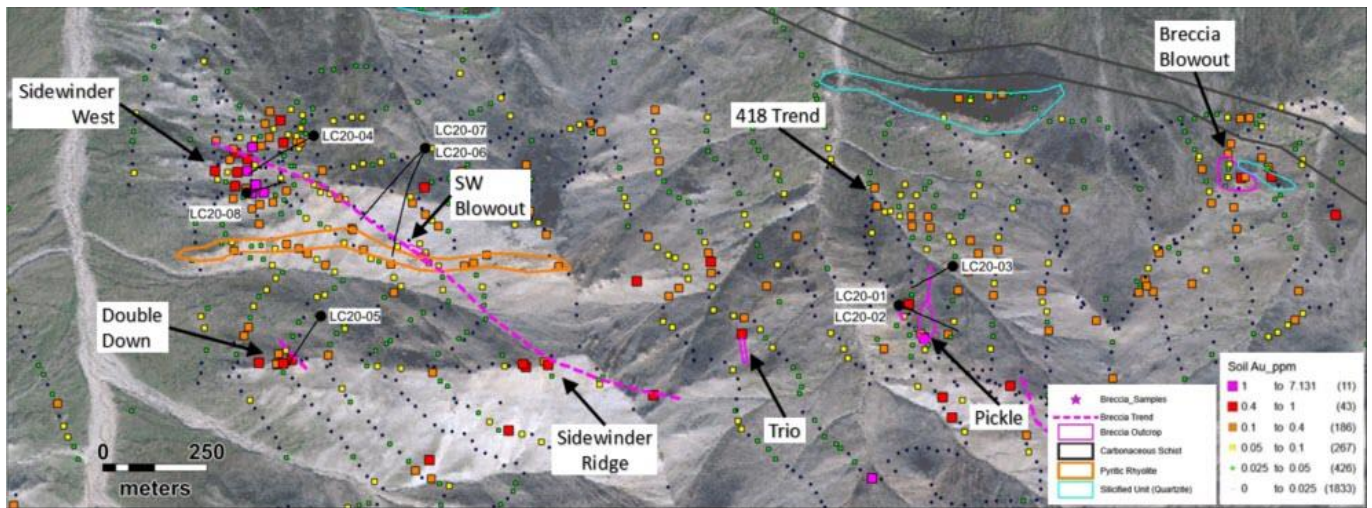 Breccia
Blowout
Sidewinder
West
LC20-04
LC20-07
LC20-06
418 Trend
SW
Blowout
LC20-08
LC20-03
LC20-01
LC20-02
Double
Down
LC20-05
Soil Au_ppm
1 to 7.131 (11)
0.4 to 1 (43)
0.1 to 0.4 (186)
0.05 to 0.1 (267)
0.025 to 0.05 (426)
0 to 0.025 (1833)
Breccia_Samples
Breccia Trend
Breccia Outcrop
Carbonaceous Schist
Pyritic Rhyolite
Silicified Unit (Quartzite)
Pickle
Trio
Sidewinder
Ridge
0 250
meters